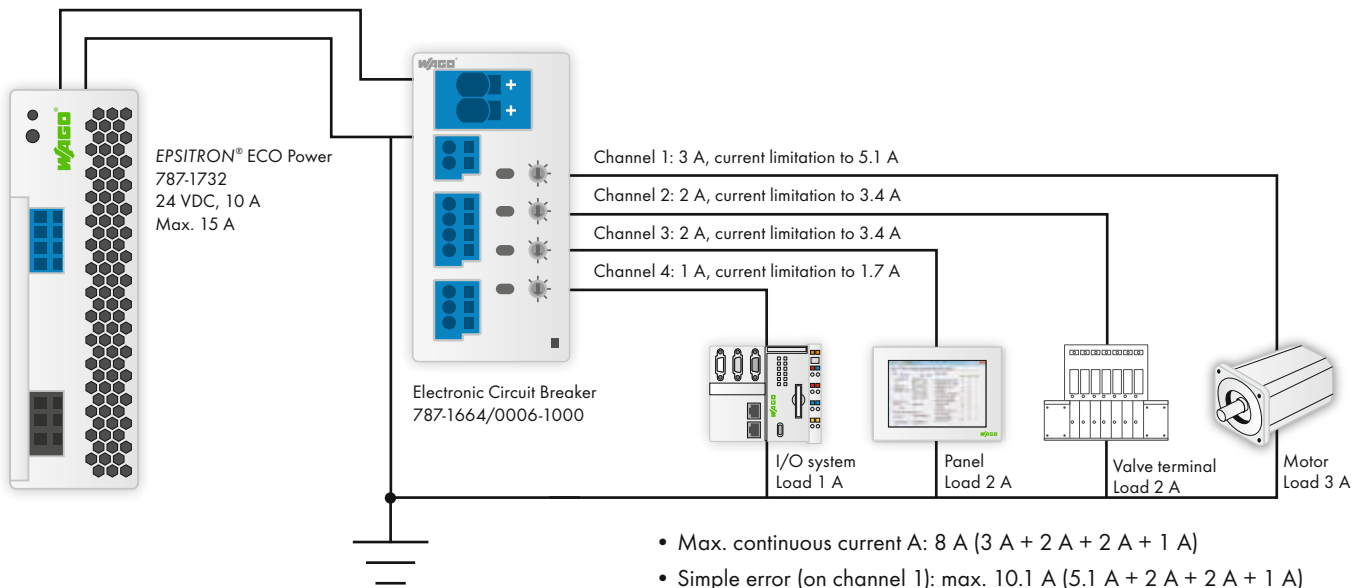 WAGO®
WAGO
+
+
EPSITRON® ECO Power
787-1732
24 VDC, 10 A
Max. 15 A
Channel 1: 3 A, current limitation to 5.1 A
Channel 2: 2 A, current limitation to 3.4 A
Channel 3: 2 A, current limitation to 3.4 A
Channel 4: 1 A, current limitation to 1.7 A
Electronic Circuit Breaker
787-1664/0006-1000
WAGO
WAGO
I/O system
Load 1 A
Panel
Load 2 A
Valve terminal
Load 2 A
Motor
Load 3 A
• Max. continuous current A: 8 A (3 A + 2 A + 2 A + 1 A)
• Simple error (on channel 1): max. 10.1 A (5.1 A + 2 A + 2 A + 1 A)